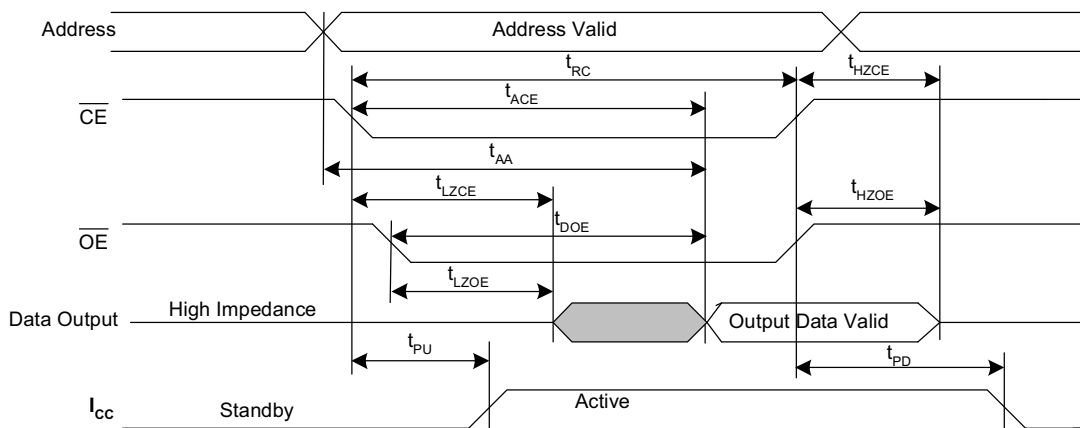 Address
Address Valid
tRC
tHZCE
tACE
CE
tAA
tLZCE
tHZOE
OE
tDOE
tLZOE
High Impedance
Data Output
Output Data Valid
tPU
tPD
ICC
Standby
Active